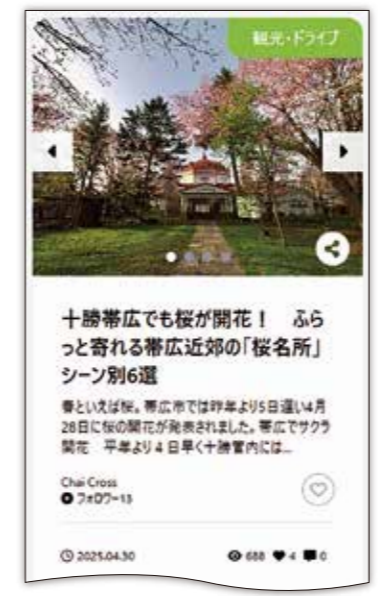 観光・ドライブ
十勝帯広でも桜が開花！　ふら
っと寄れる帯広近郊の「桜名所」
シーン別6選
春といえば桜。帯広市では昨年より5日遅い4月
28日に桜の開花が発表されました。帯広でサクラ
開花　平年より４日早く十勝管内には...
Chai Cross
フォロワー13
2025.04.30
688 4 0